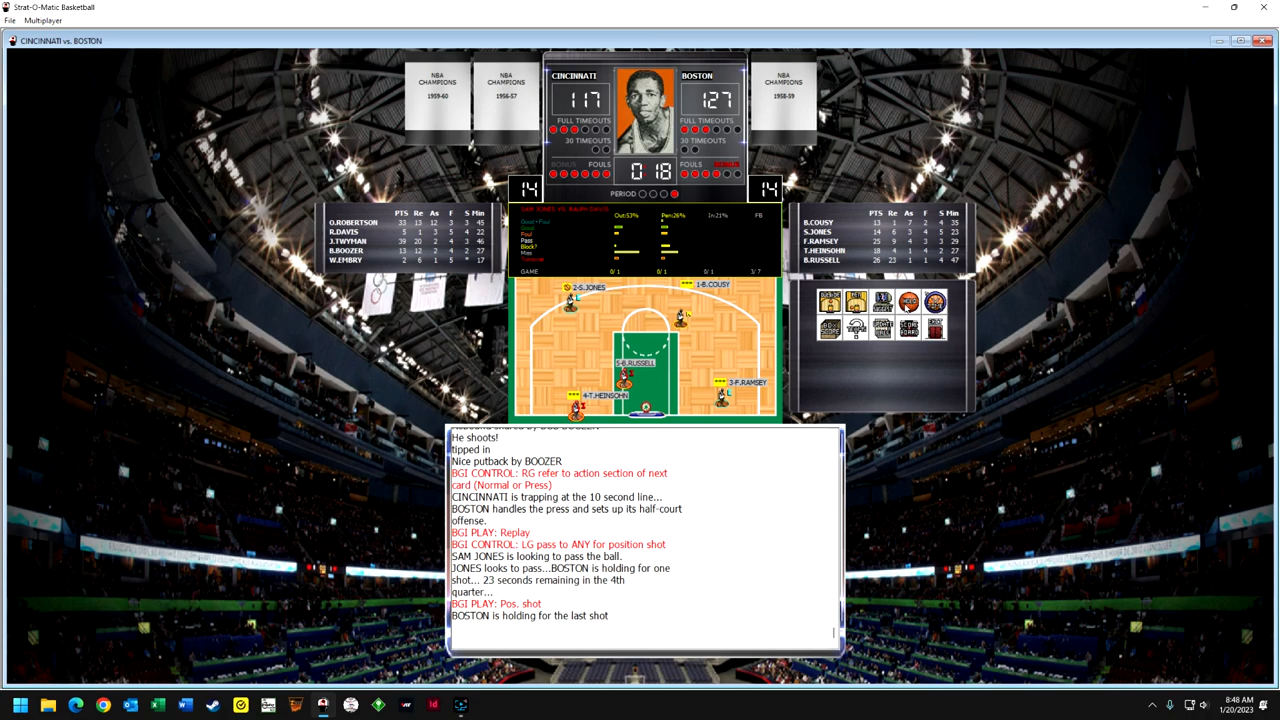 Strat-O-Matic Basketball
File Multiplayer
CINCINNATI vs. BOSTON
NBA
CHAMPIONS
1959-60
NBA
CHAMPIONS
1956-57
NBA
CHAMPIONS
1958-59
CINCINNATI BOSTON
117 127
FULL TIMEOUTS FULL TIMEOUTS
30 TIMEOUTS 30 TIMEOUTS
BONUS FOULS FOULS BONUS
0:18
PERIOD
14 14
PTS Re As F S Min
O.ROBERTSON 33 13 12 3 3 45
R.DAVIS 5 1 3 5 4 22
J.TWYMAN 39 20 2 4 3 46
B.BOOZER 13 12 2 4 2 27
W.EMBRY 2 6 1 5 * 17
Out:53% Pen:26% In:21% FB
Good+Foul
Good
Foul
Pass
Block?
Miss
Turnover
GAME 0/1 0/1 0/1 3/7
PTS Re As F S Min
B.COUSY 13 1 7 2 4 35
S.JONES 14 6 3 4 5 23
F.RAMSEY 25 9 4 3 3 29
T.HEINSOHN 18 8 2 4 4 27
B.RUSSELL 26 23 1 1 4 47
2-S.JONES
1-B.COUSY
5-B.RUSSELL
3-F.RAMSEY
4-T.HEINSOHN
BOX
SCORE
SCORE
BOARD
He shoots!
tipped in
Nice putback by BOOZER
BGI CONTROL: RG refer to action section of next
card (Normal or Press)
CINCINNATI is trapping at the 10 second line...
BOSTON handles the press and sets up its half-court
offense.
BGI PLAY: Replay
BGI CONTROL: LG pass to ANY for position shot
SAM JONES is looking to pass the ball.
JONES looks to pass...BOSTON is holding for one
shot... 23 seconds remaining in the 4th
quarter...
BGI PLAY: Pos. shot
BOSTON is holding for the last shot
8:48 AM
1/20/2023